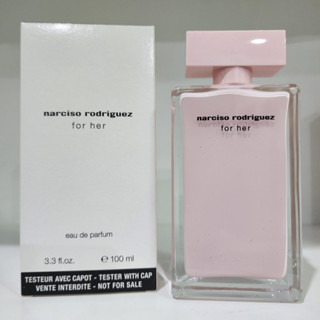 narciso rodriguez
for her
eau de parfum
3.3 fl.oz. ℮ 100 ml
TESTEUR AVEC CAPOT - TESTER WITH CAP
VENTE INTERDITE - NOT FOR SALE
narciso rodriguez
for her